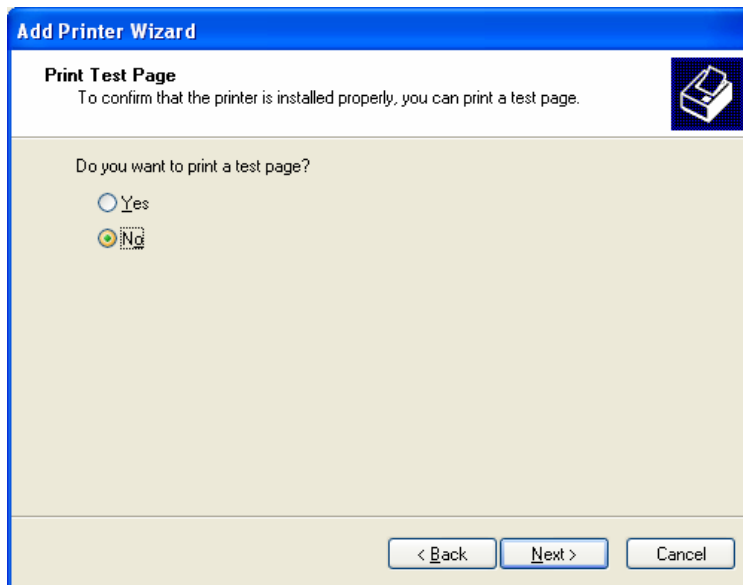 Add Printer Wizard
Print Test Page
To confirm that the printer is installed properly, you can print a test page.
Do you want to print a test page?
Yes
No
< Back Next > Cancel